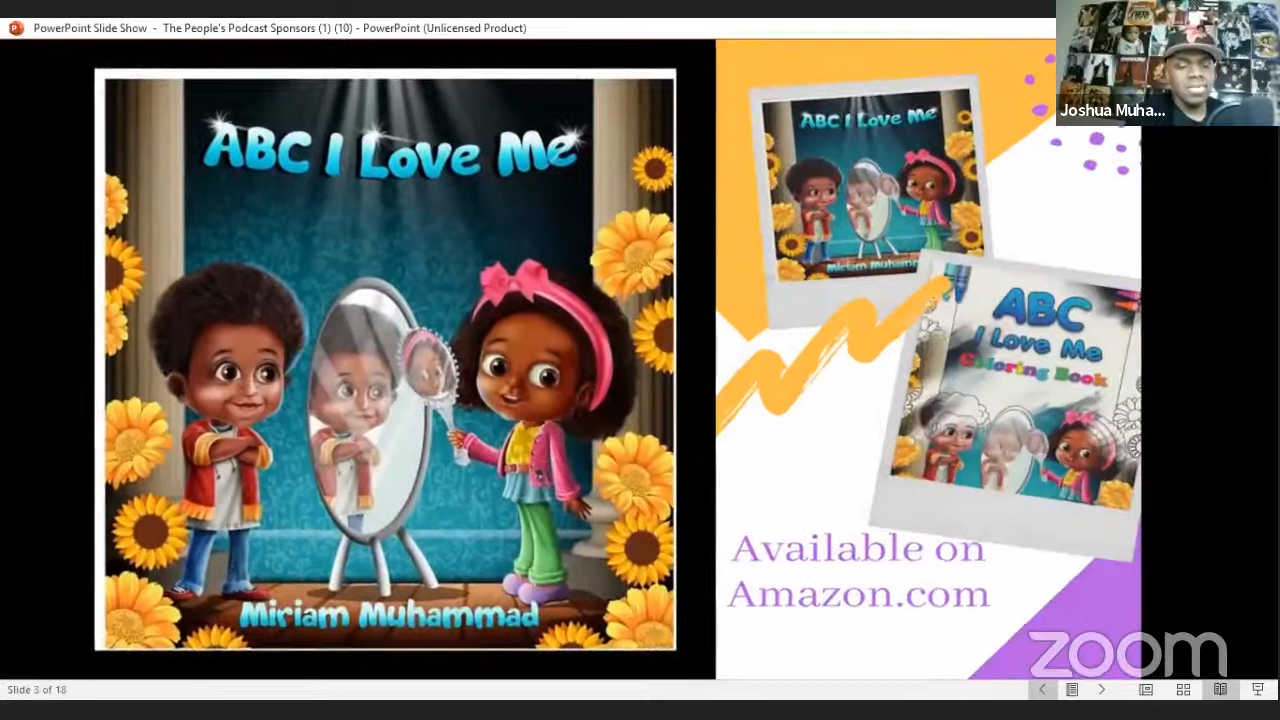 PowerPoint Slide Show - The People's Podcast Sponsors (1) (10) - PowerPoint (Unlicensed Product)
Joshua Muha...
ABC I Love Me
Miriam Muhammad
ABC I Love Me
Miriam
ABC
I Love Me
Coloring Book
Available on
Amazon.com
zoom
Slide 3 of 18